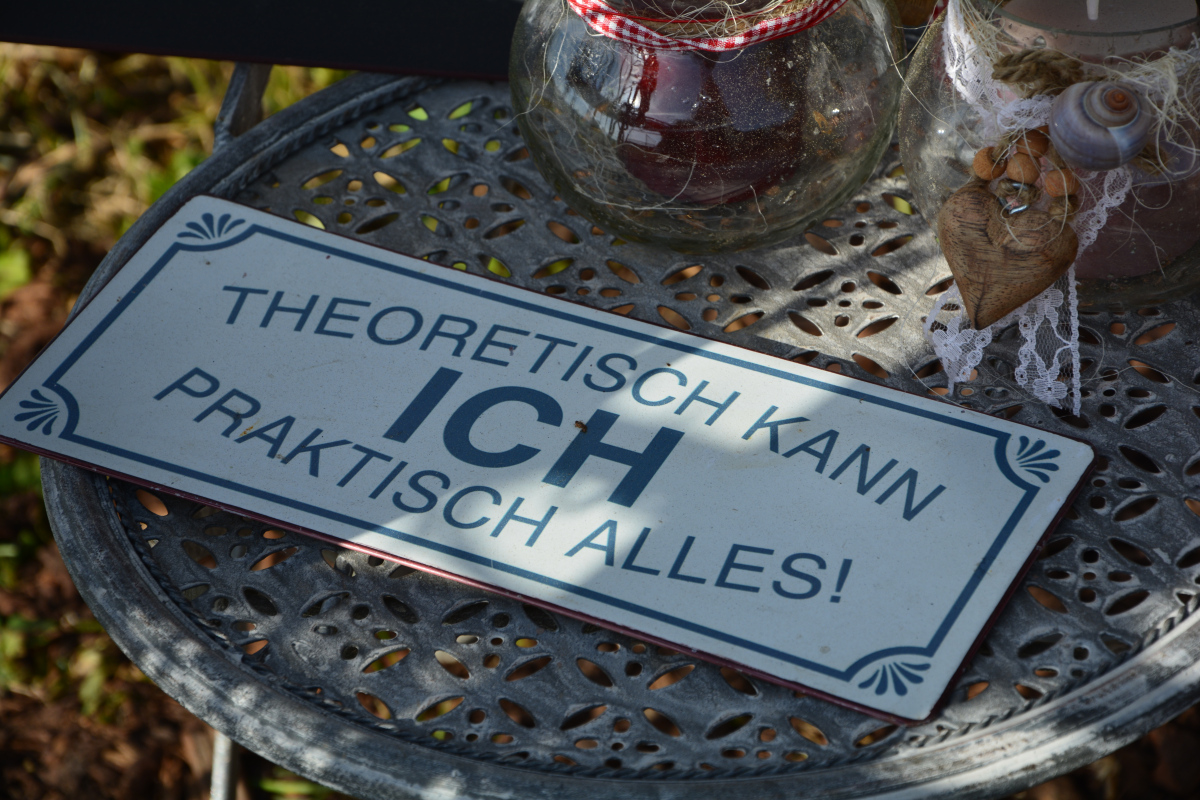 THEORETISCH KANN
ICH
PRAKTISCH ALLES!